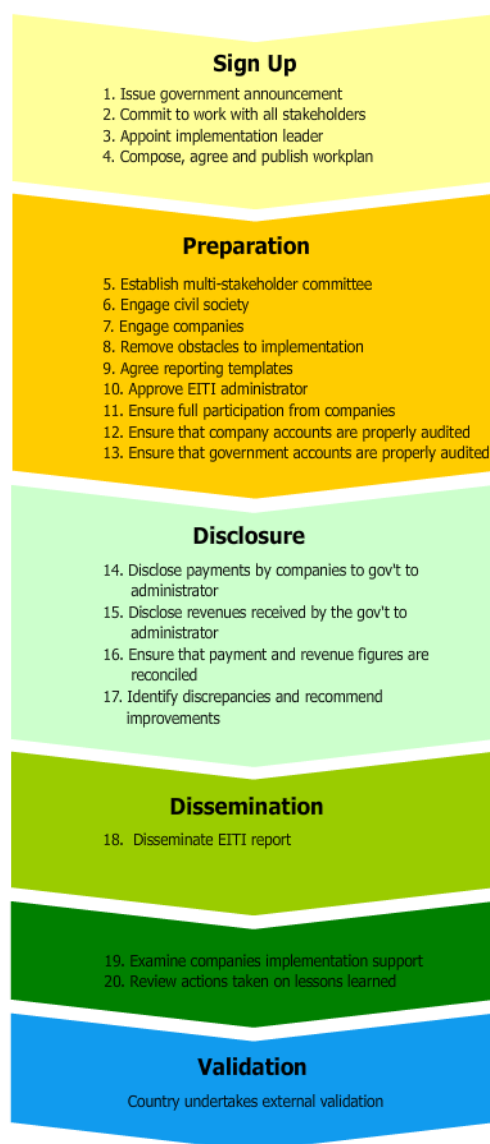 Sign Up
1. Issue government announcement
2. Commit to work with all stakeholders
3. Appoint implementation leader
4. Compose, agree and publish workplan
Preparation
5. Establish multi-stakeholder committee
6. Engage civil society
7. Engage companies
8. Remove obstacles to implementation
9. Agree reporting templates
10. Approve EITI administrator
11. Ensure full participation from companies
12. Ensure that company accounts are properly audited
13. Ensure that government accounts are properly audited
Disclosure
14. Disclose payments by companies to gov't to
administrator
15. Disclose revenues received by the gov't to
administrator
16. Ensure that payment and revenue figures are
reconciled
17. Identify discrepancies and recommend
improvements
Dissemination
18. Disseminate EITI report
19. Examine companies implementation support
20. Review actions taken on lessons learned
Validation
Country undertakes external validation